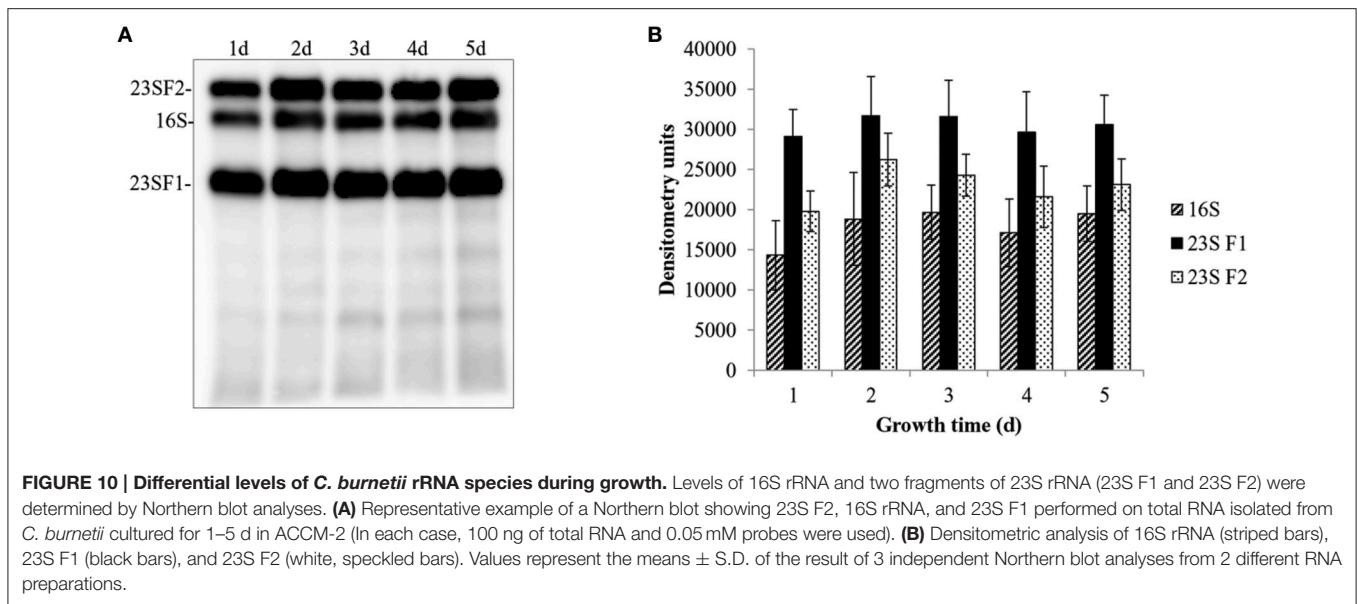 A
1d 2d 3d 4d 5d
23SF2-
16S-
23SF1-
B
40000
35000
30000
25000
20000
15000
10000
5000
0
Densitometry units
1 2 3 4 5
Growth time (d)
16S
23S F1
23S F2
FIGURE 10 | Differential levels of C. burnetii rRNA species during growth. Levels of 16S rRNA and two fragments of 23S rRNA (23S F1 and 23S F2) were
determined by Northern blot analyses. (A) Representative example of a Northern blot showing 23S F2, 16S rRNA, and 23S F1 performed on total RNA isolated from
C. burnetii cultured for 1–5 d in ACCM-2 (In each case, 100 ng of total RNA and 0.05 mM probes were used). (B) Densitometric analysis of 16S rRNA (striped bars),
23S F1 (black bars), and 23S F2 (white, speckled bars). Values represent the means ± S.D. of the result of 3 independent Northern blot analyses from 2 different RNA
preparations.